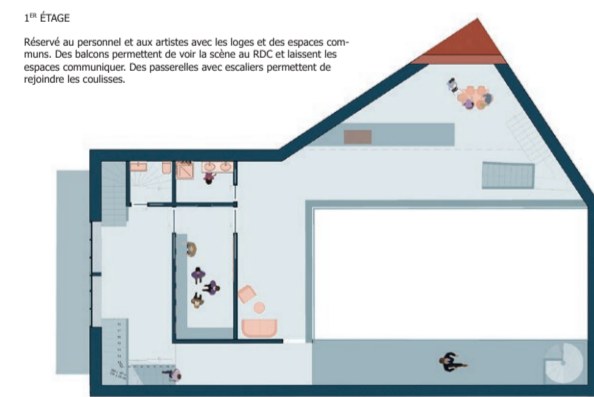 1ER ÉTAGE
Réservé au personnel et aux artistes avec les loges et des espaces com-
muns. Des balcons permettent de voir la scène au RDC et laissent les
espaces communiquer. Des passerelles avec escaliers permettent de
rejoindre les coulisses.